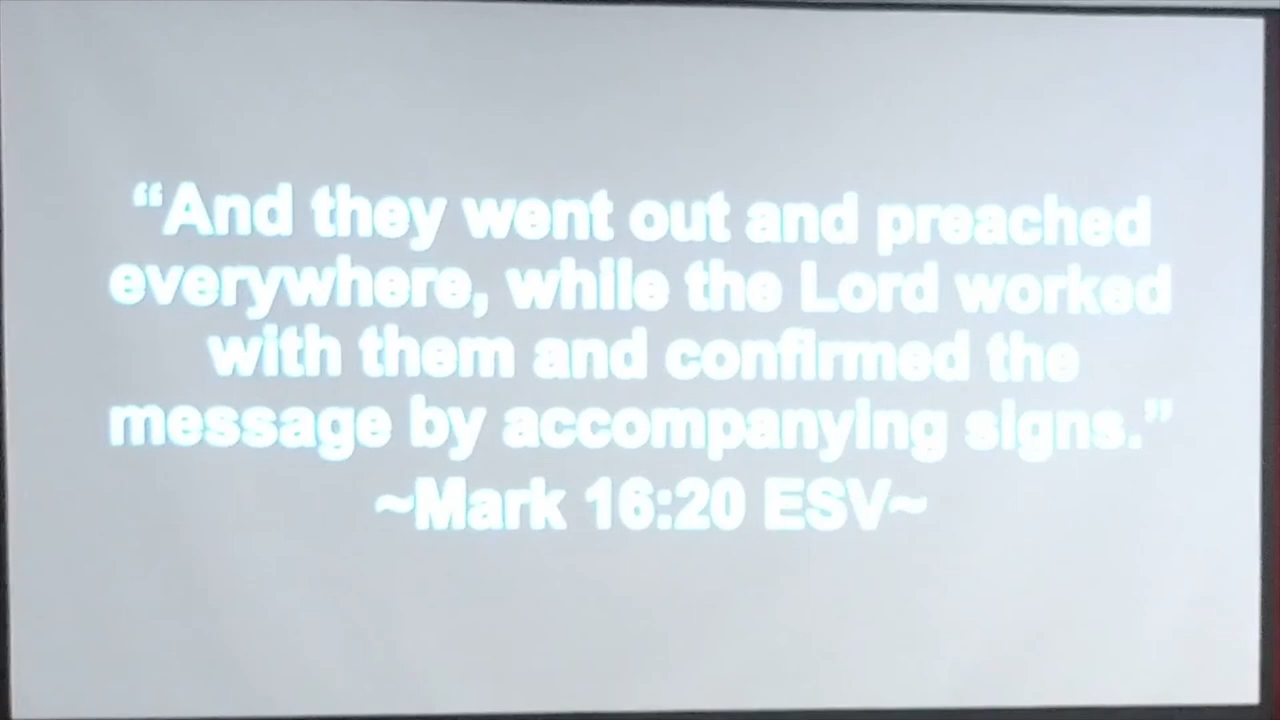 “And they went out and preached
everywhere, while the Lord worked
with them and confirmed the
message by accompanying signs.”
~Mark 16:20 ESV~